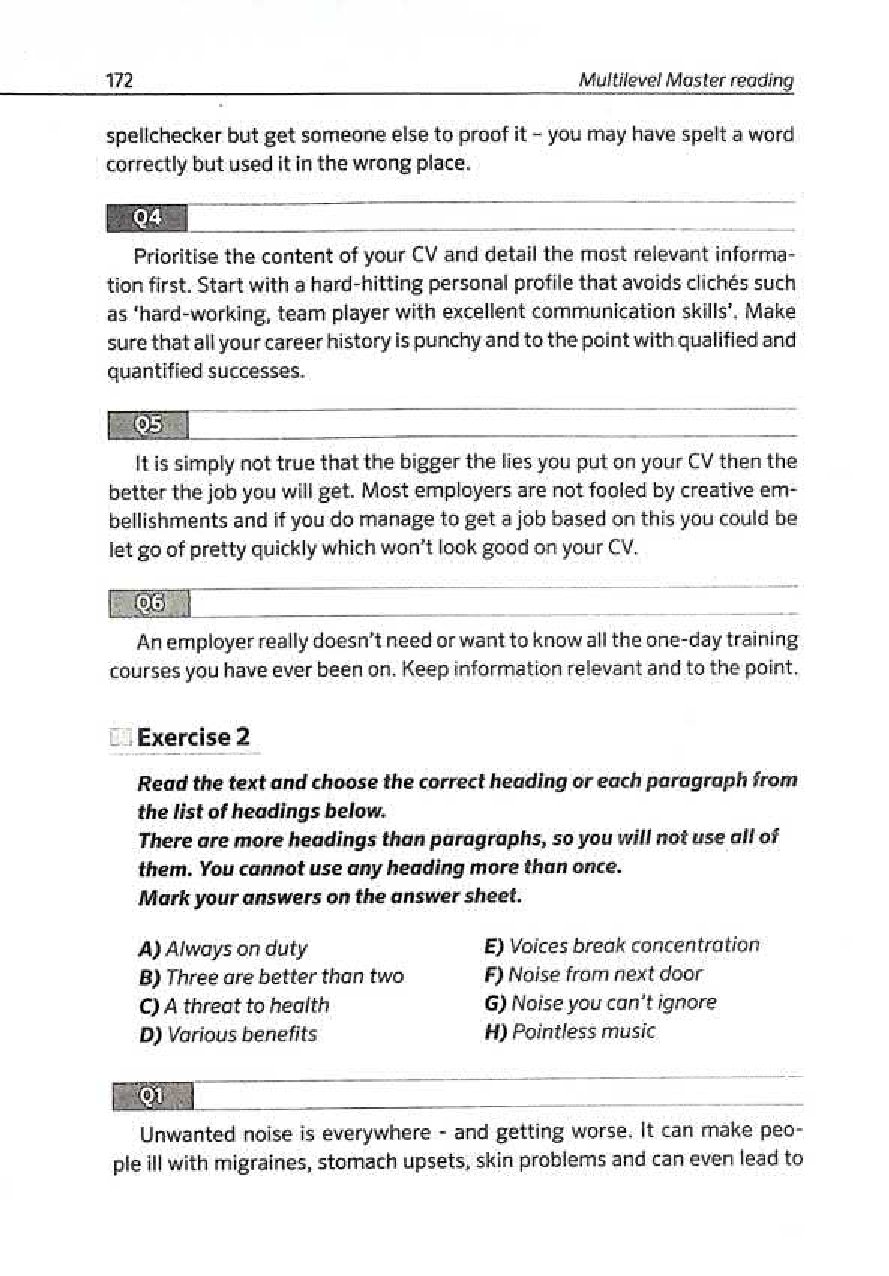 172
Multilevel Master reading
spellchecker but get someone else to proof it – you may have spelt a word
correctly but used it in the wrong place.
Q4
Prioritise the content of your CV and detail the most relevant informa-
tion first. Start with a hard-hitting personal profile that avoids clichés such
as 'hard-working, team player with excellent communication skills'. Make
sure that all your career history is punchy and to the point with qualified and
quantified successes.
Q5
It is simply not true that the bigger the lies you put on your CV then the
better the job you will get. Most employers are not fooled by creative em-
bellishments and if you do manage to get a job based on this you could be
let go of pretty quickly which won't look good on your CV.
Q6
An employer really doesn't need or want to know all the one-day training
courses you have ever been on. Keep information relevant and to the point.
Exercise 2
Read the text and choose the correct heading or each paragraph from
the list of headings below.
There are more headings than paragraphs, so you will not use all of
them. You cannot use any heading more than once.
Mark your answers on the answer sheet.
A) Always on duty
B) Three are better than two
C) A threat to health
D) Various benefits
E) Voices break concentration
F) Noise from next door
G) Noise you can't ignore
H) Pointless music
Q1
Unwanted noise is everywhere - and getting worse. It can make peo-
ple ill with migraines, stomach upsets, skin problems and can even lead to